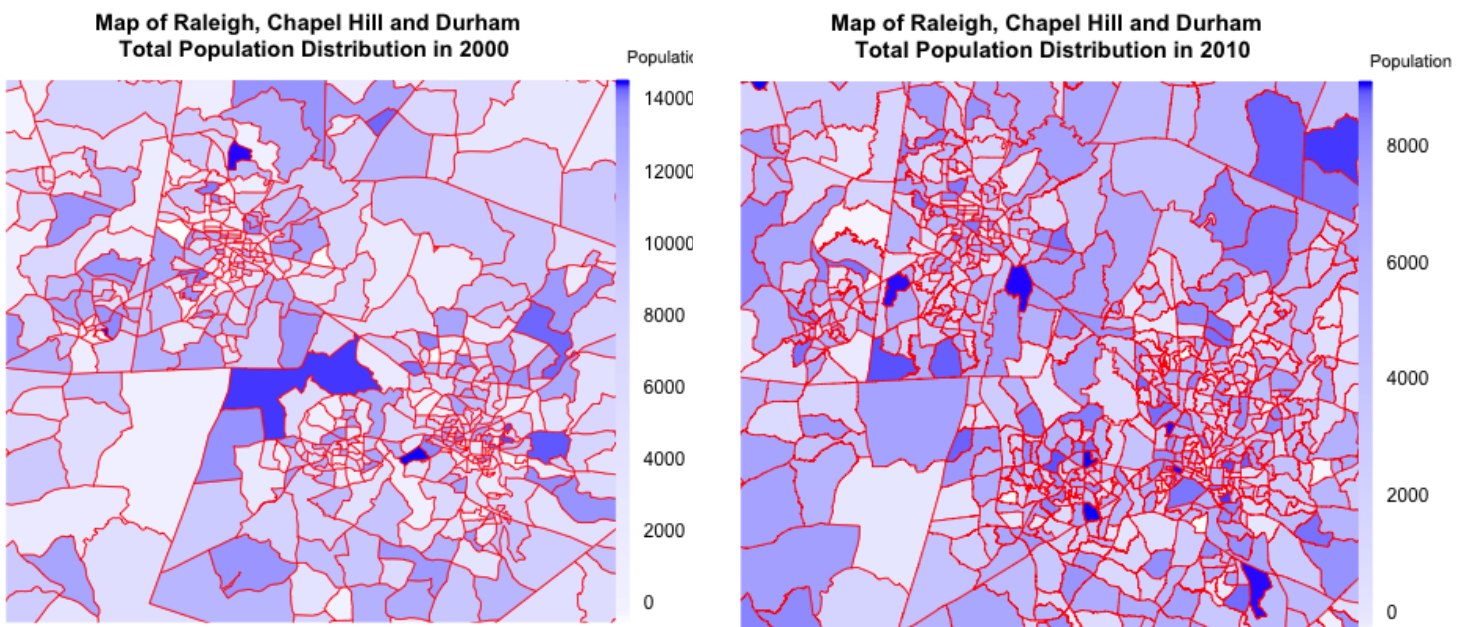 Map of Raleigh, Chapel Hill and Durham
Total Population Distribution in 2000
Populatio
14000
12000
10000
8000
6000
4000
2000
0
Map of Raleigh, Chapel Hill and Durham
Total Population Distribution in 2010
Population
8000
6000
4000
2000
0